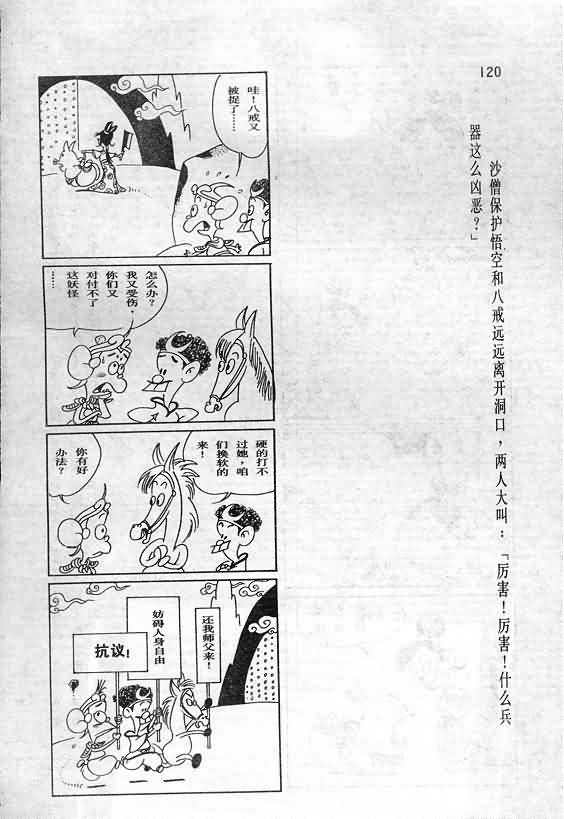 120
沙僧保护悟空和八戒远远离开洞口，两人大叫：「厉害！厉害！什么兵
器这么凶恶？」
哇！八戒又
被捉了……
怎么办？
我又受伤，
你们又
对付不了
这妖怪
……
硬的打不
过她，咱
们换软的
来！
你有好
办法？
还我师父来！
妨碍人身自由
抗议！